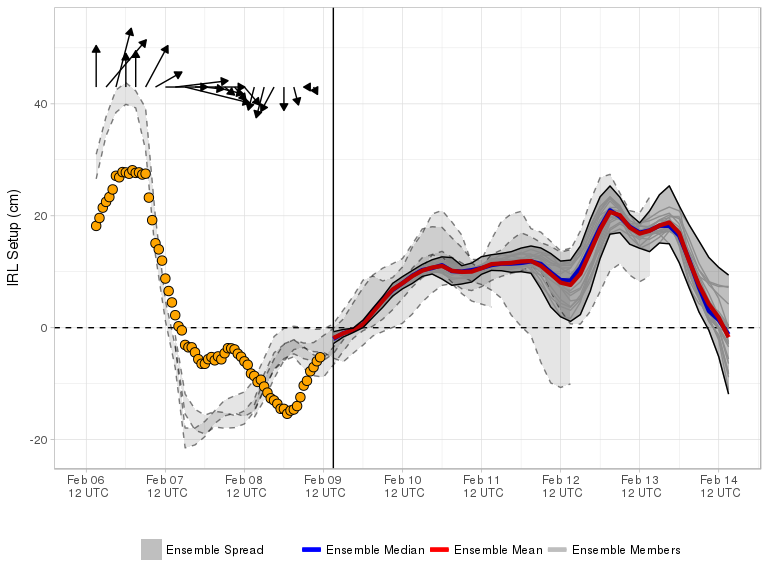 IRL Setup (cm)
40
20
0
-20
Feb 06 Feb 07 Feb 08 Feb 09 Feb 10 Feb 11 Feb 12 Feb 13 Feb 14
12 UTC 12 UTC 12 UTC 12 UTC 12 UTC 12 UTC 12 UTC 12 UTC 12 UTC
Ensemble Spread Ensemble Median Ensemble Mean Ensemble Members